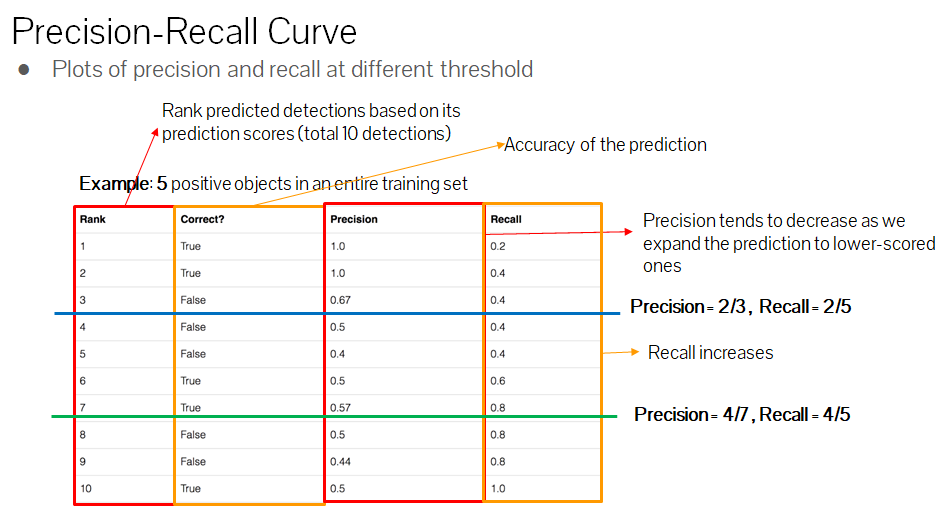 Precision-Recall Curve
● Plots of precision and recall at different threshold
Rank predicted detections based on its
prediction scores (total 10 detections)
Accuracy of the prediction
Example: 5 positive objects in an entire training set
Rank Correct? Precision Recall
1 True 1.0 0.2
2 True 1.0 0.4
3 False 0.67 0.4
4 False 0.5 0.4
5 False 0.4 0.4
6 True 0.5 0.6
7 True 0.57 0.8
8 False 0.5 0.8
9 False 0.44 0.8
10 True 0.5 1.0
Precision tends to decrease as we
expand the prediction to lower-scored
ones
Precision = 2/3 , Recall = 2/5
Recall increases
Precision = 4/7 , Recall = 4/5